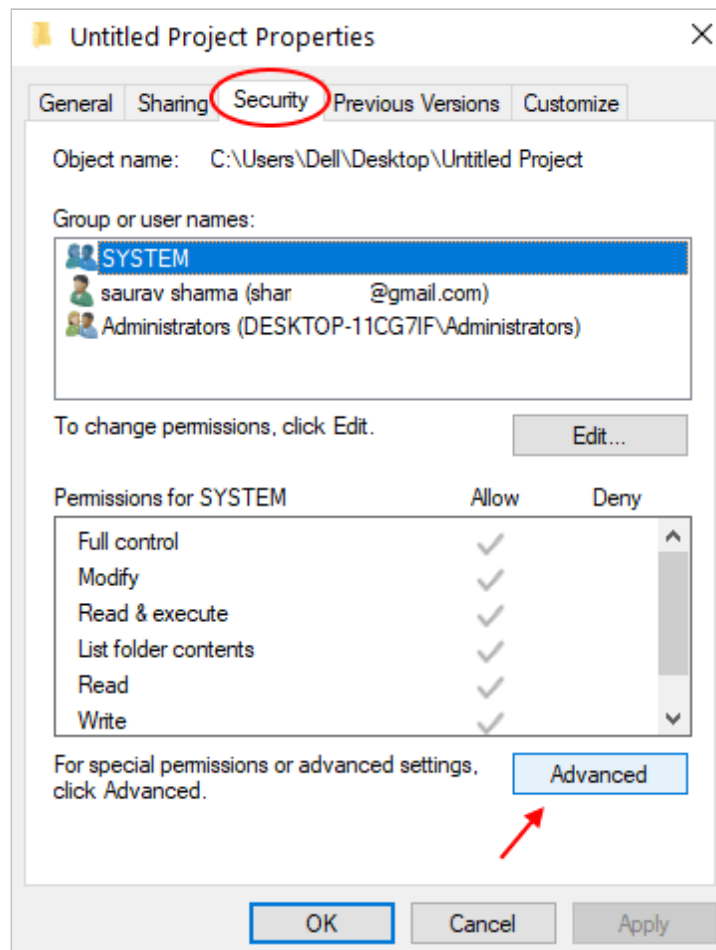 Untitled Project Properties
General Sharing Security Previous Versions Customize
Object name: C:\Users\Dell\Desktop\Untitled Project
Group or user names:
SYSTEM
saurav sharma (shar @gmail.com)
Administrators (DESKTOP-11CG7IF\Administrators)
To change permissions, click Edit.
Edit...
Permissions for SYSTEM Allow Deny
Full control
Modify
Read & execute
List folder contents
Read
Write
For special permissions or advanced settings,
click Advanced.
Advanced
OK Cancel Apply